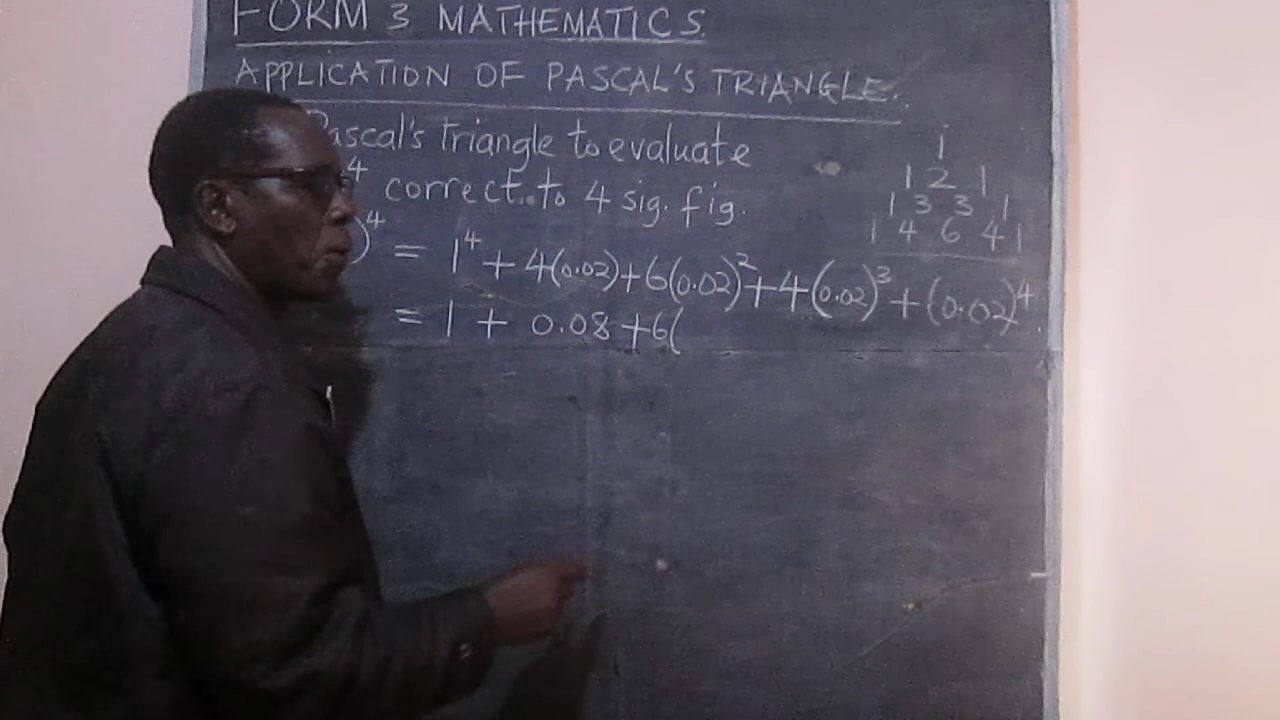 FORM 3 MATHEMATICS.
APPLICATION OF PASCAL'S TRIANGLE.
Pascal's triangle to evaluate
4 correct to 4 sig. fig.
1
1 2 1
1 3 3 1
1 4 6 4 1
)⁴ = 1⁴ + 4(0.02)+6(0.02)²+4(0.02)³+(0.02)⁴
= 1 + 0.08 +6(